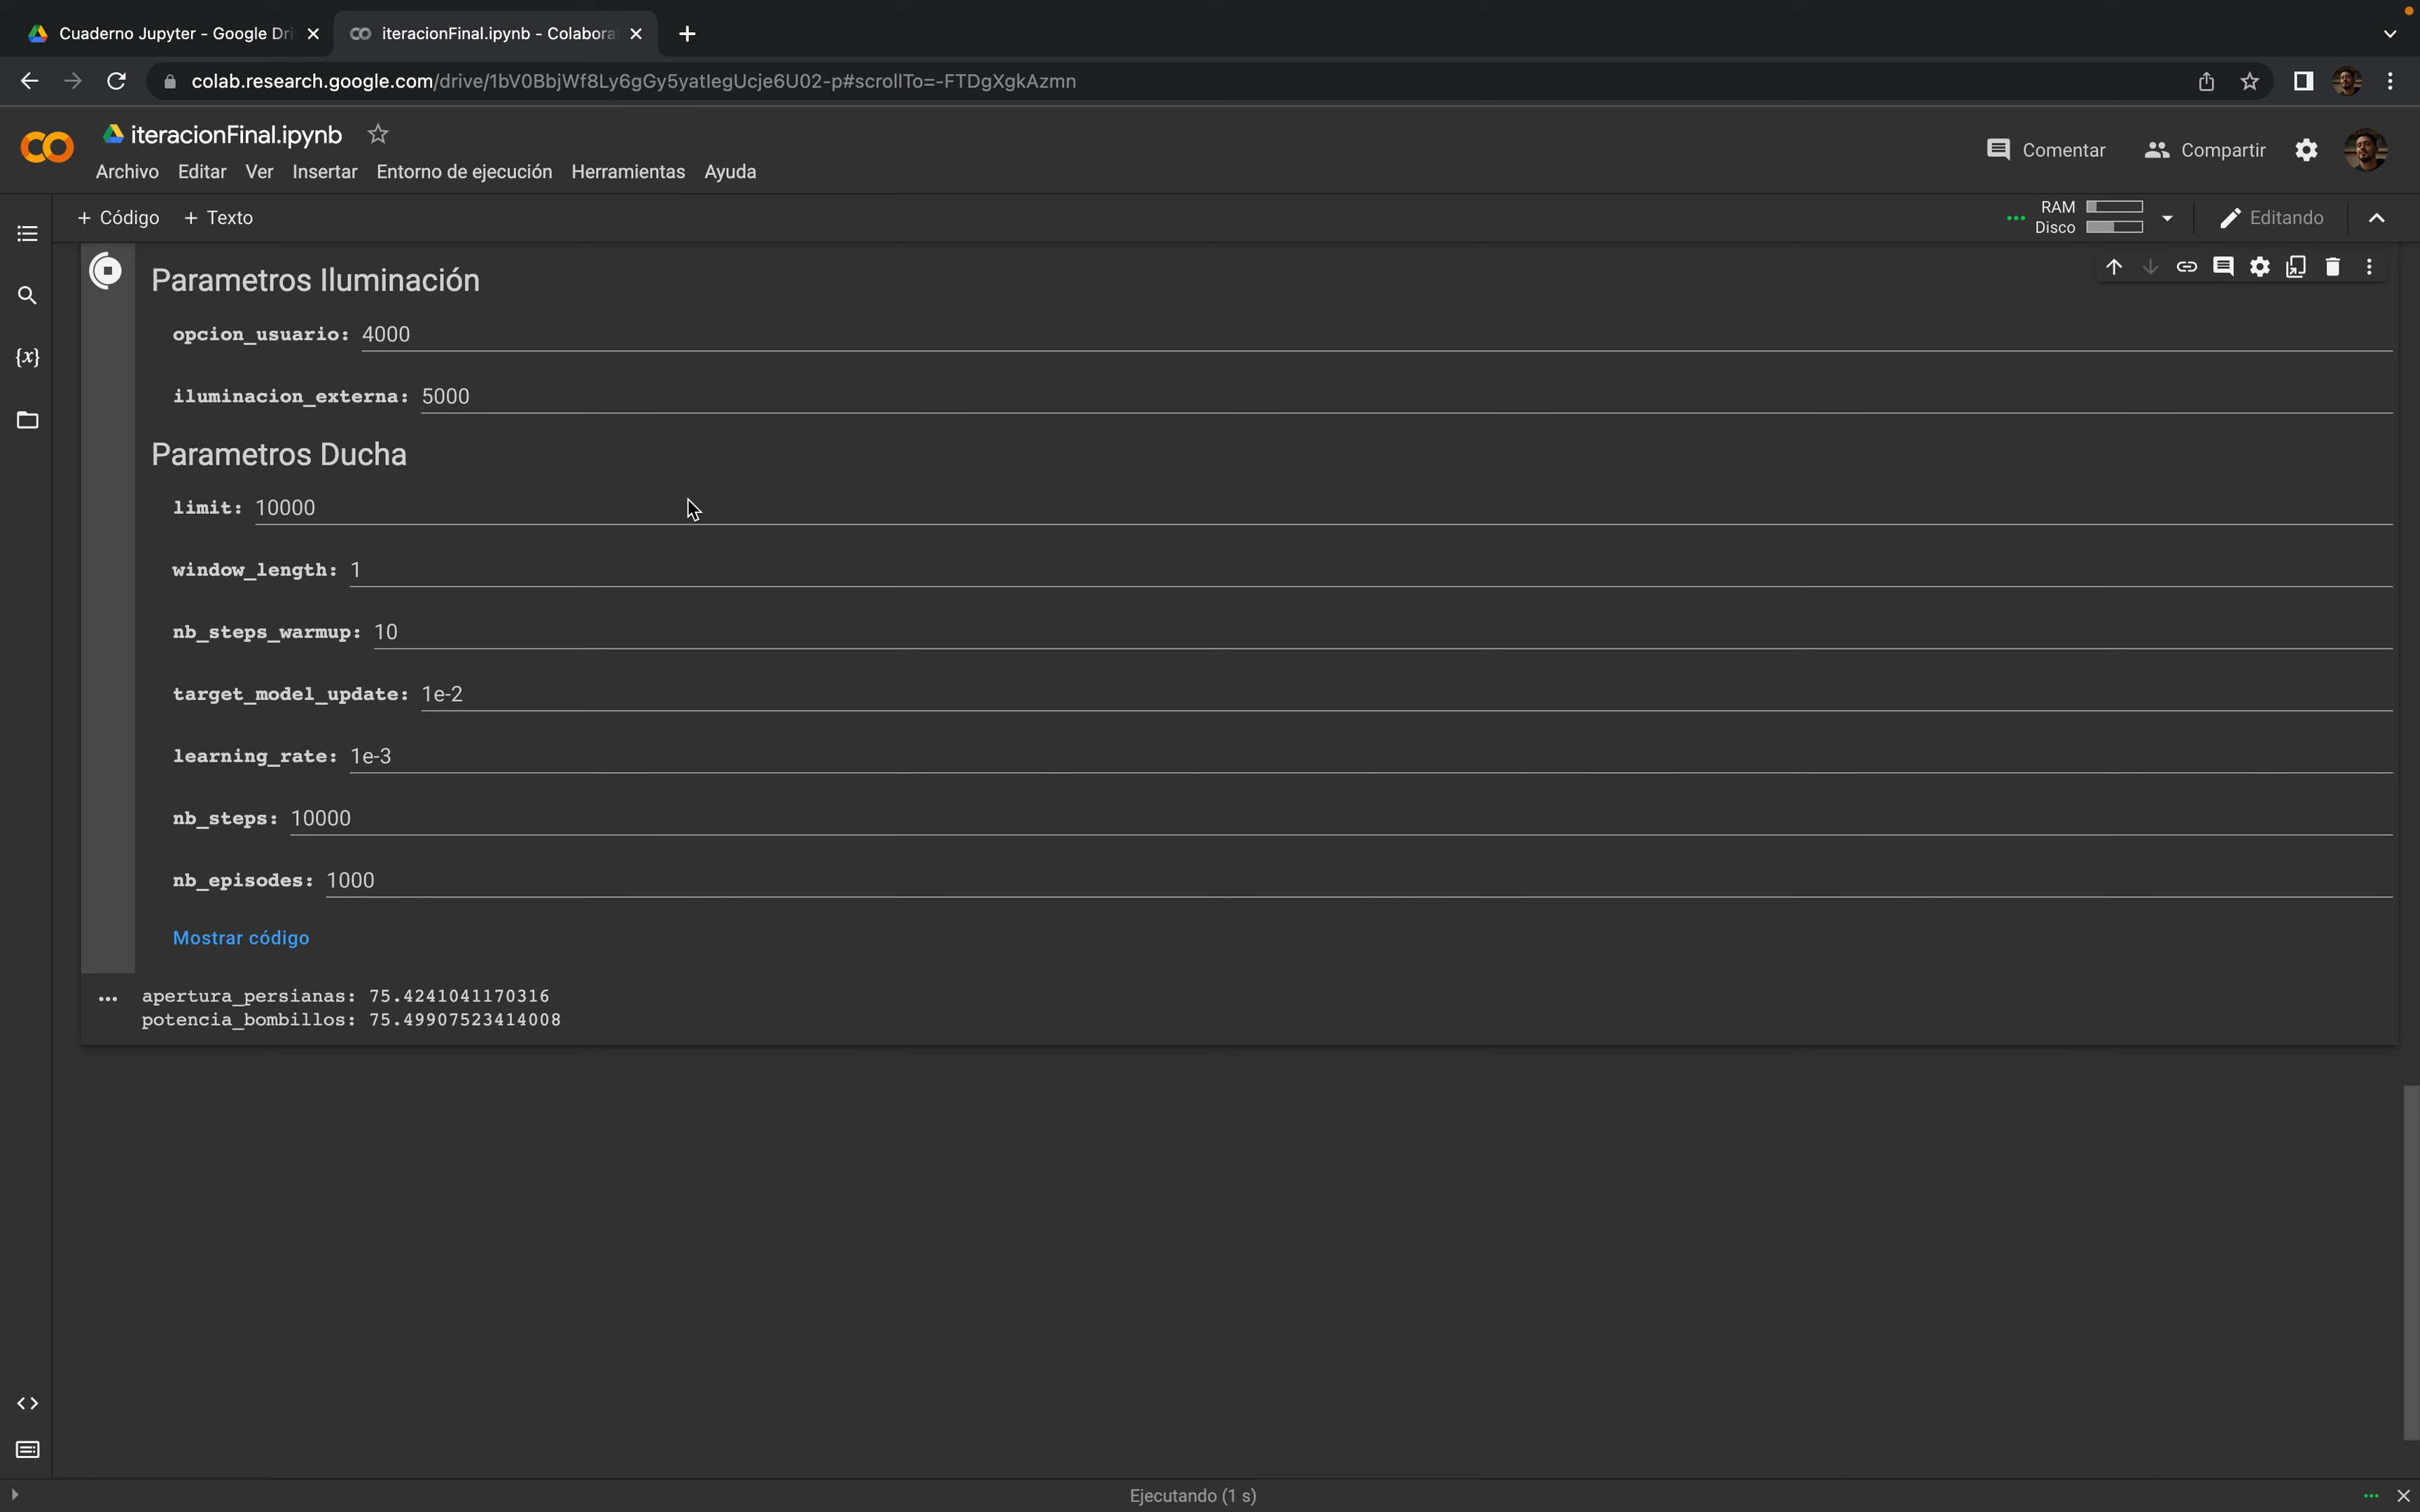 Cuaderno Jupyter - Google Dri
iteracionFinal.ipynb - Colabora
colab.research.google.com/drive/1bV0BbjWf8Ly6gGy5yatIegUcje6U02-p#scrollTo=-FTDgXgkAzmn
iteracionFinal.ipynb
Comentar
Compartir
Archivo Editar Ver Insertar Entorno de ejecución Herramientas Ayuda
+ Código + Texto
RAM
Disco
Editando
Parametros Iluminación
opcion_usuario: 4000
iluminacion_externa: 5000
Parametros Ducha
limit: 10000
window_length: 1
nb_steps_warmup: 10
target_model_update: 1e-2
learning_rate: 1e-3
nb_steps: 10000
nb_episodes: 1000
Mostrar código
apertura_persianas: 75.4241041170316
potencia_bombillos: 75.49907523414008
Ejecutando (1 s)